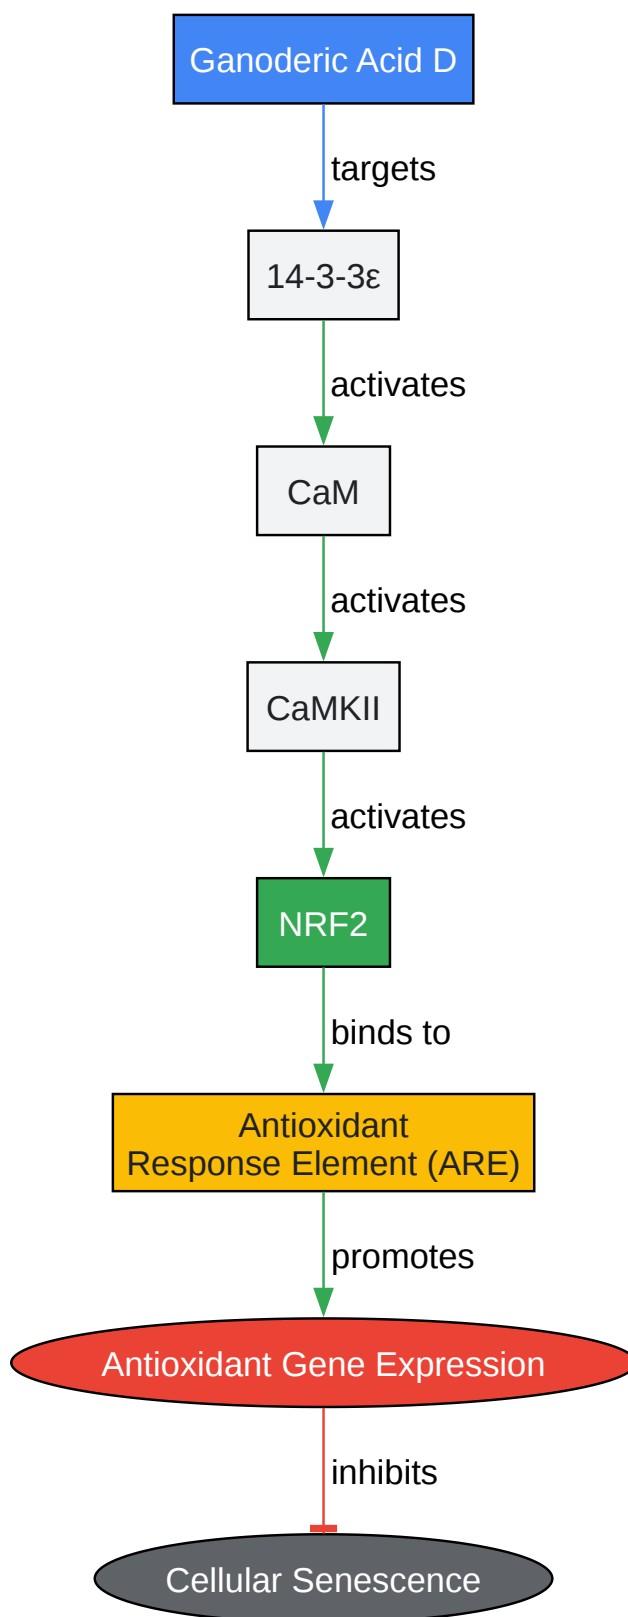 Ganoderic Acid D
targets
14-3-3ε
activates
CaM
activates
CaMKII
activates
NRF2
binds to
Antioxidant
Response Element (ARE)
promotes
Antioxidant Gene Expression
inhibits
Cellular Senescence